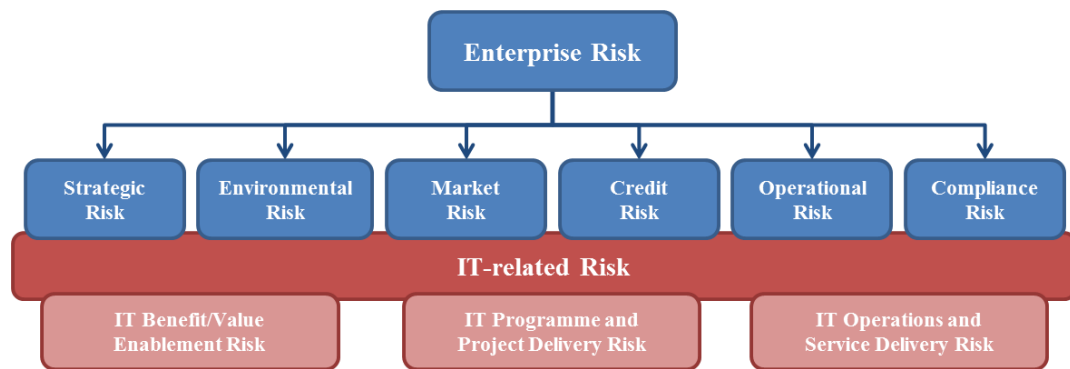 Enterprise Risk
Strategic
Risk
Environmental
Risk
Market
Risk
Credit
Risk
Operational
Risk
Compliance
Risk
IT-related Risk
IT Benefit/Value
Enablement Risk
IT Programme and
Project Delivery Risk
IT Operations and
Service Delivery Risk